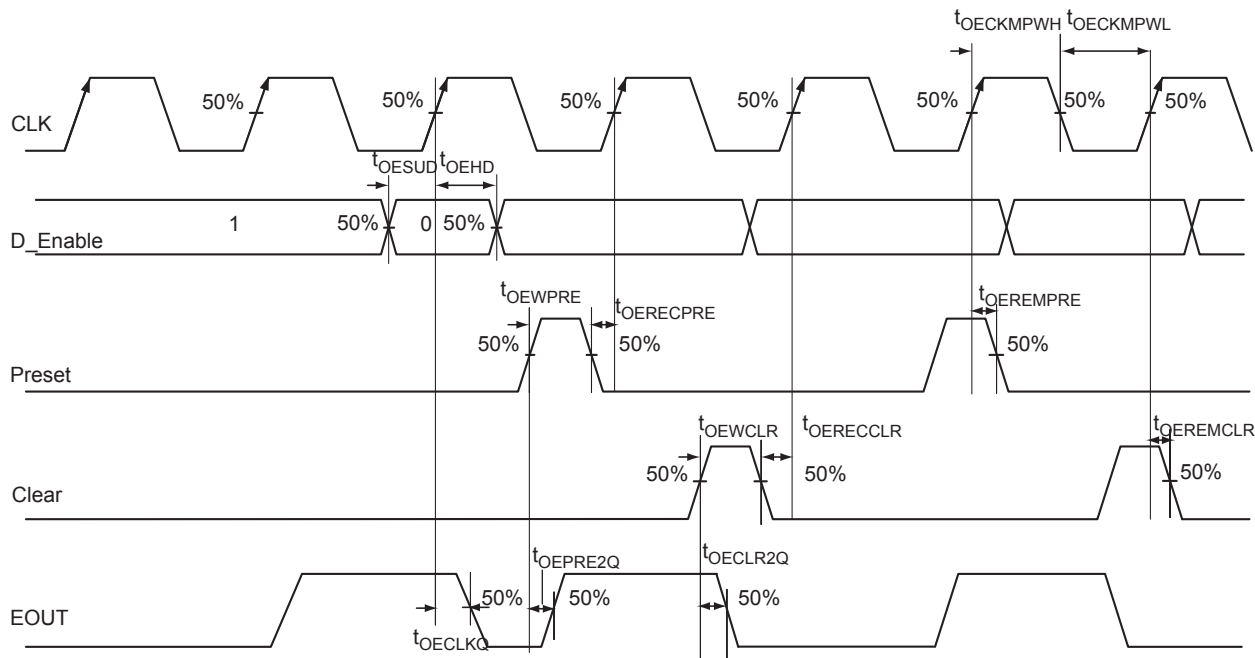 tOECKMPWH tOECKMPWL
50% 50% 50% 50% 50% 50% 50%
CLK
tOESUD tOEHD
1 50% 0 50%
D_Enable
tOEWPRE tOERECPRE tOEREMPRE
50% 50% 50%
Preset
tOEWCLR tOERECCLR tOEREMCLR
50% 50% 50%
Clear
tOEPRE2Q tOECLR2Q
50% 50% 50%
EOUT
tOECLKQ